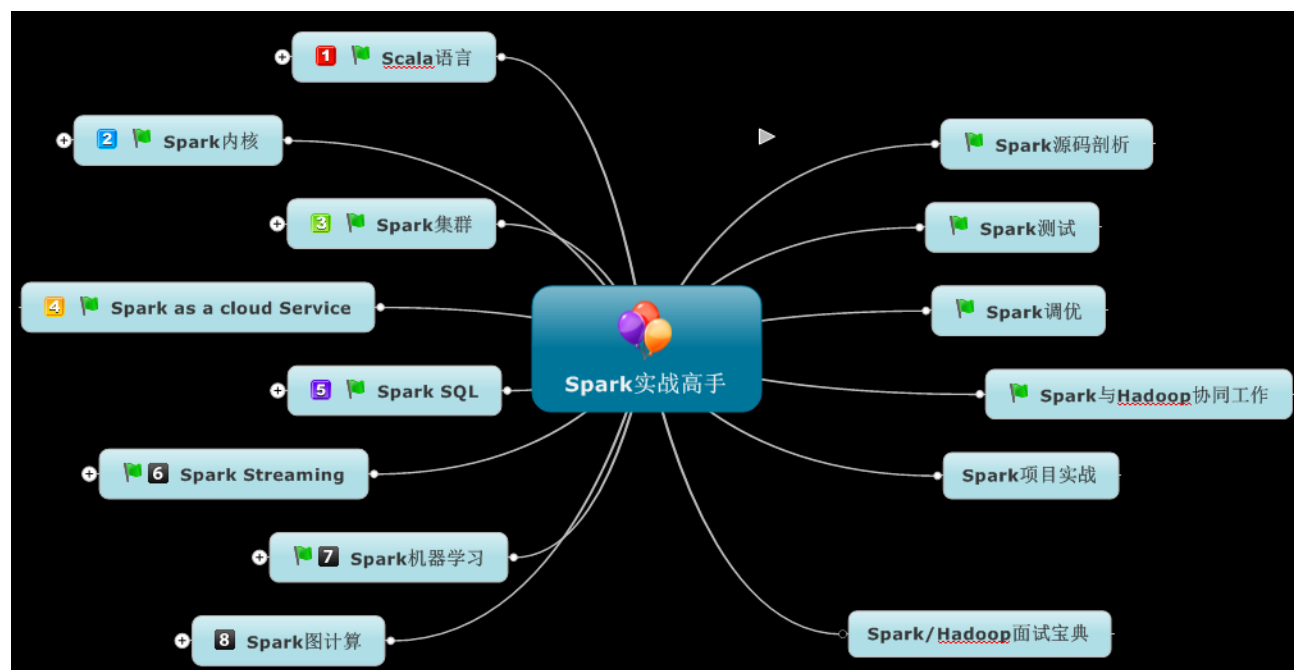 1 Scala语言
2 Spark内核
3 Spark集群
4 Spark as a cloud Service
5 Spark SQL
6 Spark Streaming
7 Spark机器学习
8 Spark图计算
Spark实战高手
Spark源码剖析
Spark测试
Spark调优
Spark与Hadoop协同工作
Spark项目实战
Spark/Hadoop面试宝典